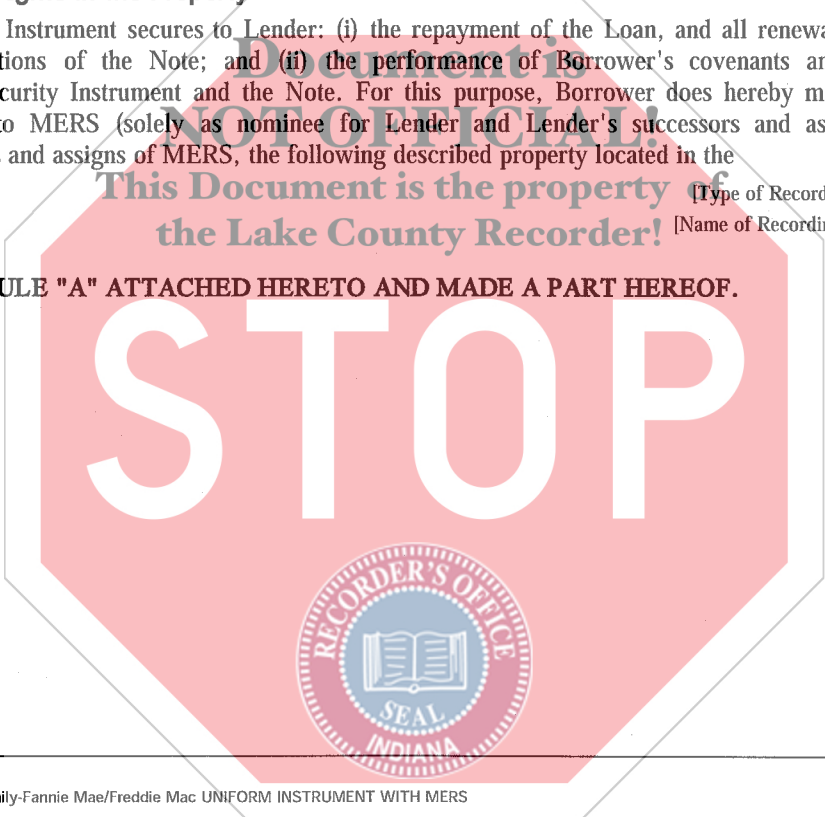 Instrument secures to Lender: (i) the repayment of the Loan, and all renewa
tions of the Note; and (ii) the performance of Borrower's covenants an
curity Instrument and the Note. For this purpose, Borrower does hereby m
to MERS (solely as nominee for Lender and Lender's successors and as
and assigns of MERS, the following described property located in the
[Type of Record
[Name of Recordin
Document is
NOT OFFICIAL!
This Document is the property of
the Lake County Recorder!
ULE "A" ATTACHED HERETO AND MADE A PART HEREOF.
STOP
RECORDER'S OFFICE
SEAL
INDIANA
ily-Fannie Mae/Freddie Mac UNIFORM INSTRUMENT WITH MERS